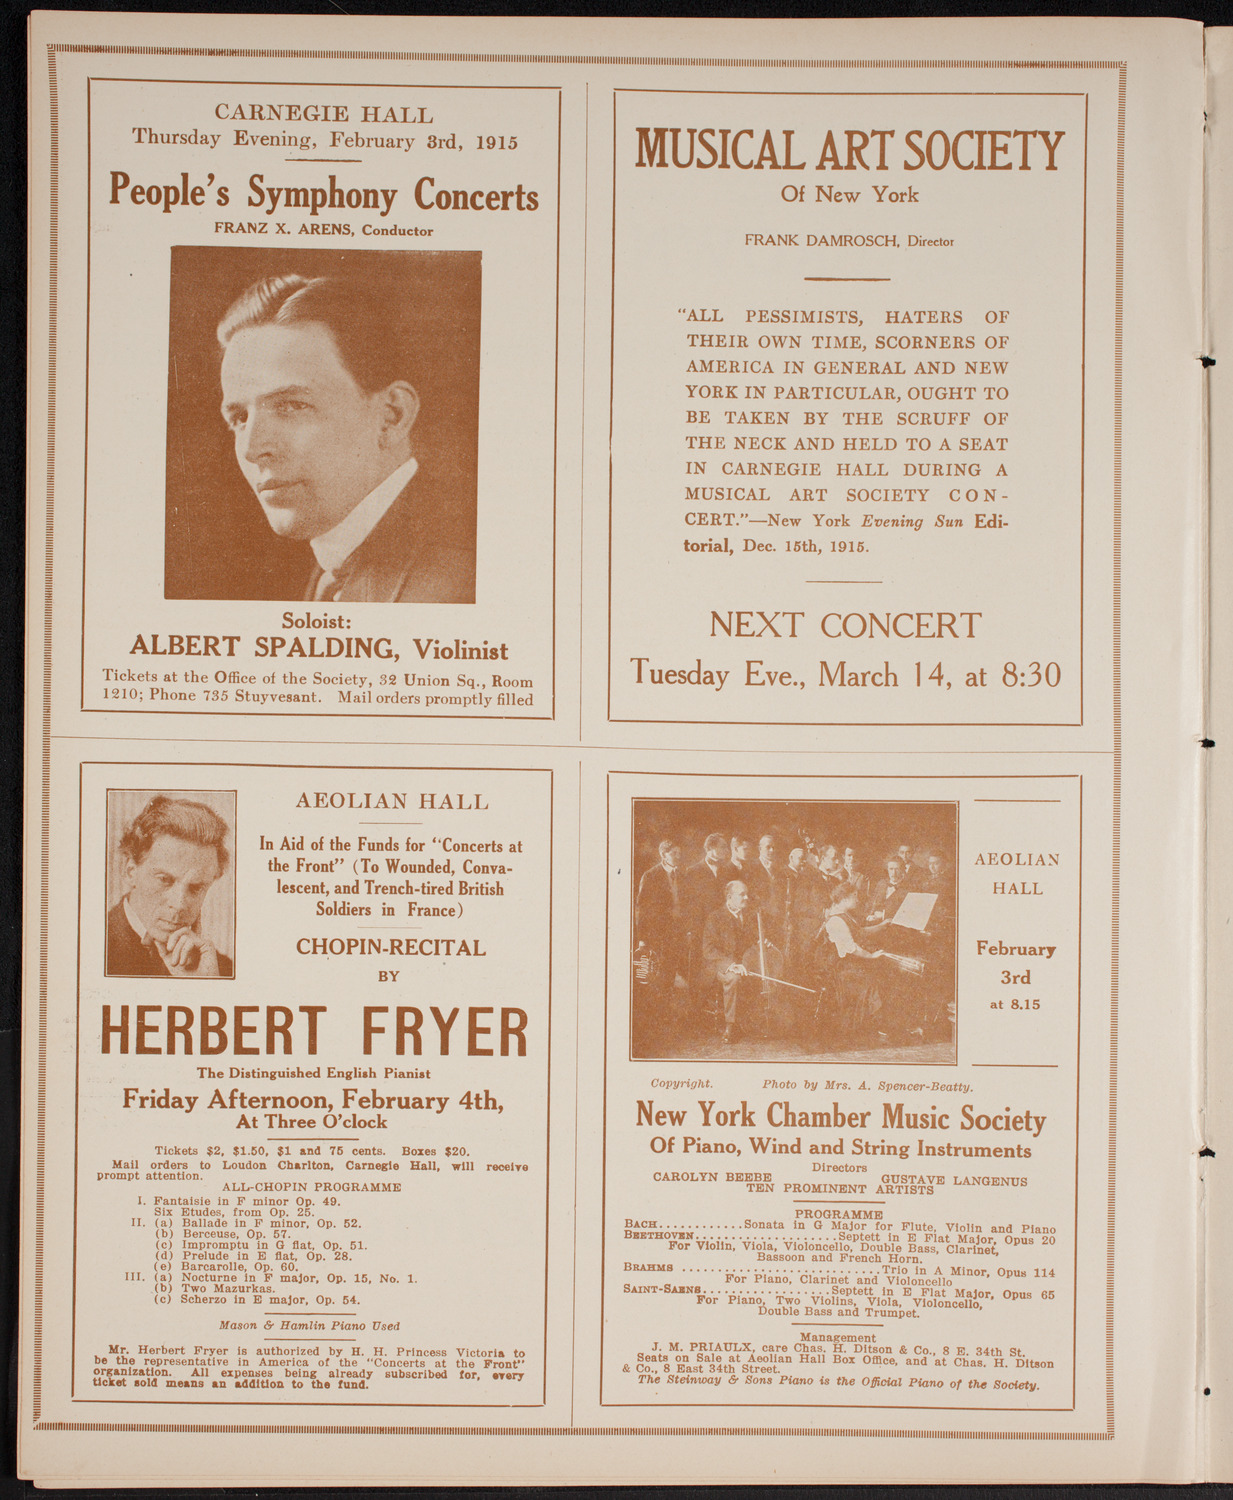 CARNEGIE HALL
Thursday Evening, February 3rd, 1915
People's Symphony Concerts
FRANZ X. ARENS, Conductor
Soloist:
ALBERT SPALDING, Violinist
Tickets at the Office of the Society, 32 Union Sq., Room
1210; Phone 735 Stuyvesant. Mail orders promptly filled
MUSICAL ART SOCIETY
Of New York
FRANK DAMROSCH, Director
"ALL PESSIMISTS, HATERS OF
THEIR OWN TIME, SCORNERS OF
AMERICA IN GENERAL AND NEW
YORK IN PARTICULAR, OUGHT TO
BE TAKEN BY THE SCRUFF OF
THE NECK AND HELD TO A SEAT
IN CARNEGIE HALL DURING A
MUSICAL ART SOCIETY CON-
CERT."—New York Evening Sun Edi-
torial, Dec. 15th, 1915.
NEXT CONCERT
Tuesday Eve., March 14, at 8:30
AEOLIAN HALL
In Aid of the Funds for "Concerts at
the Front" (To Wounded, Conva-
lescent, and Trench-tired British
Soldiers in France)
CHOPIN-RECITAL
BY
HERBERT FRYER
The Distinguished English Pianist
Friday Afternoon, February 4th,
At Three O'clock
Tickets $2, $1.50, $1 and 75 cents. Boxes $20.
Mail orders to Loudon Charlton, Carnegie Hall, will receive
prompt attention.
ALL-CHOPIN PROGRAMME
I. Fantaisie in F minor Op. 49.
Six Etudes, from Op. 25.
II. (a) Ballade in F minor, Op. 52.
(b) Berceuse, Op. 57.
(c) Impromptu in G flat, Op. 51.
(d) Prelude in E flat, Op. 28.
(e) Barcarolle, Op. 60.
III. (a) Nocturne in F major, Op. 15, No. 1.
(b) Two Mazurkas.
(c) Scherzo in E major, Op. 54.
Mason & Hamlin Piano Used
Mr. Herbert Fryer is authorized by H. H. Princess Victoria to
be the representative in America of the "Concerts at the Front"
organization. All expenses being already subscribed for, every
ticket sold means an addition to the fund.
AEOLIAN
HALL
February
3rd
at 8.15
Copyright. Photo by Mrs. A. Spencer-Beatty.
New York Chamber Music Society
Of Piano, Wind and String Instruments
Directors
CAROLYN BEEBE GUSTAVE LANGENUS
TEN PROMINENT ARTISTS
PROGRAMME
BACH............Sonata in G Major for Flute, Violin and Piano
BEETHOVEN...................Septett in E Flat Major, Opus 20
For Violin, Viola, Violoncello, Double Bass, Clarinet,
Bassoon and French Horn.
BRAHMS ...........................Trio in A Minor, Opus 114
For Piano, Clarinet and Violoncello
SAINT-SAENS..................Septett in E Flat Major, Opus 65
For Piano, Two Violins, Viola, Violoncello,
Double Bass and Trumpet.
Management
J. M. PRIAULX, care Chas. H. Ditson & Co., 8 E. 34th St.
Seats on Sale at Aeolian Hall Box Office, and at Chas. H. Ditson
& Co., 8 East 34th Street.
The Steinway & Sons Piano is the Official Piano of the Society.